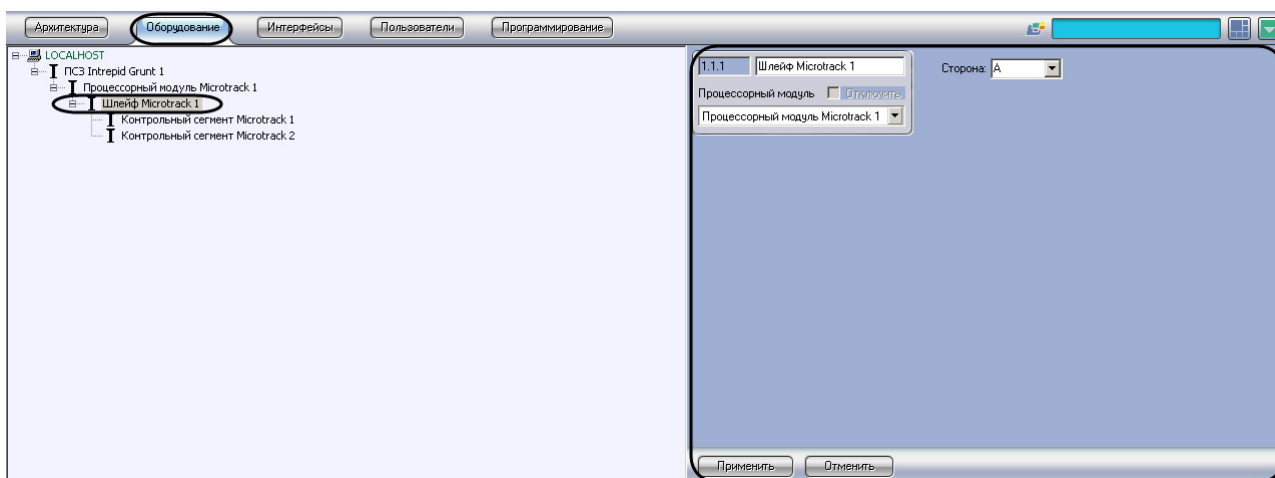 Архитектура Оборудование Интерфейсы Пользователи Программирование
LOCALHOST
ПСЗ Intrepid Grunt 1
Процессорный модуль Microtrack 1
Шлейф Microtrack 1
Контрольный сегмент Microtrack 1
Контрольный сегмент Microtrack 2
1.1.1 Шлейф Microtrack 1 Сторона: А
Процессорный модуль Отключить
Процессорный модуль Microtrack 1
Применить Отменить